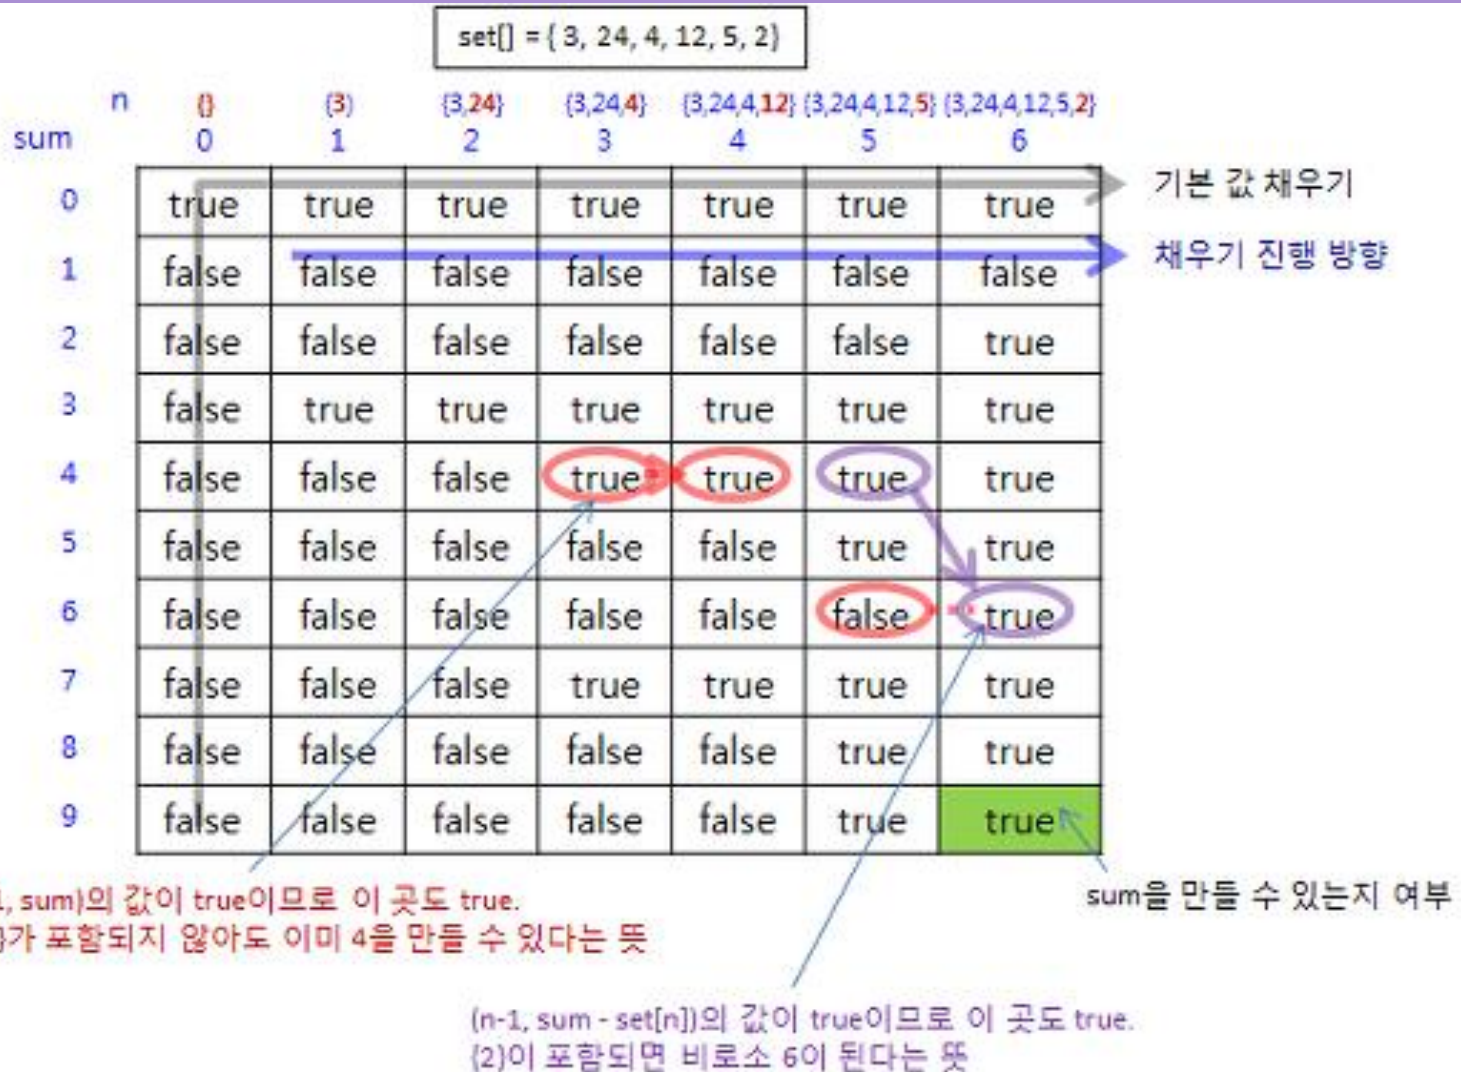 set[] = { 3, 24, 4, 12, 5, 2}
n {} {3} {3,24} {3,24,4} {3,24,4,12} {3,24,4,12,5} {3,24,4,12,5,2}
sum 0 1 2 3 4 5 6
0 true true true true true true true 기본 값 채우기
1 false false false false false false false 채우기 진행 방향
2 false false false false false false true
3 false true true true true true true
4 false false false true true true true
5 false false false false false true true
6 false false false false false false true
7 false false false true true true true
8 false false false false false true true
9 false false false false false true true
, sum)의 값이 true이므로 이 곳도 true.
}가 포함되지 않아도 이미 4을 만들 수 있다는 뜻
sum을 만들 수 있는지 여부
(n-1, sum - set[n])의 값이 true이므로 이 곳도 true.
{2}이 포함되면 비로소 6이 된다는 뜻